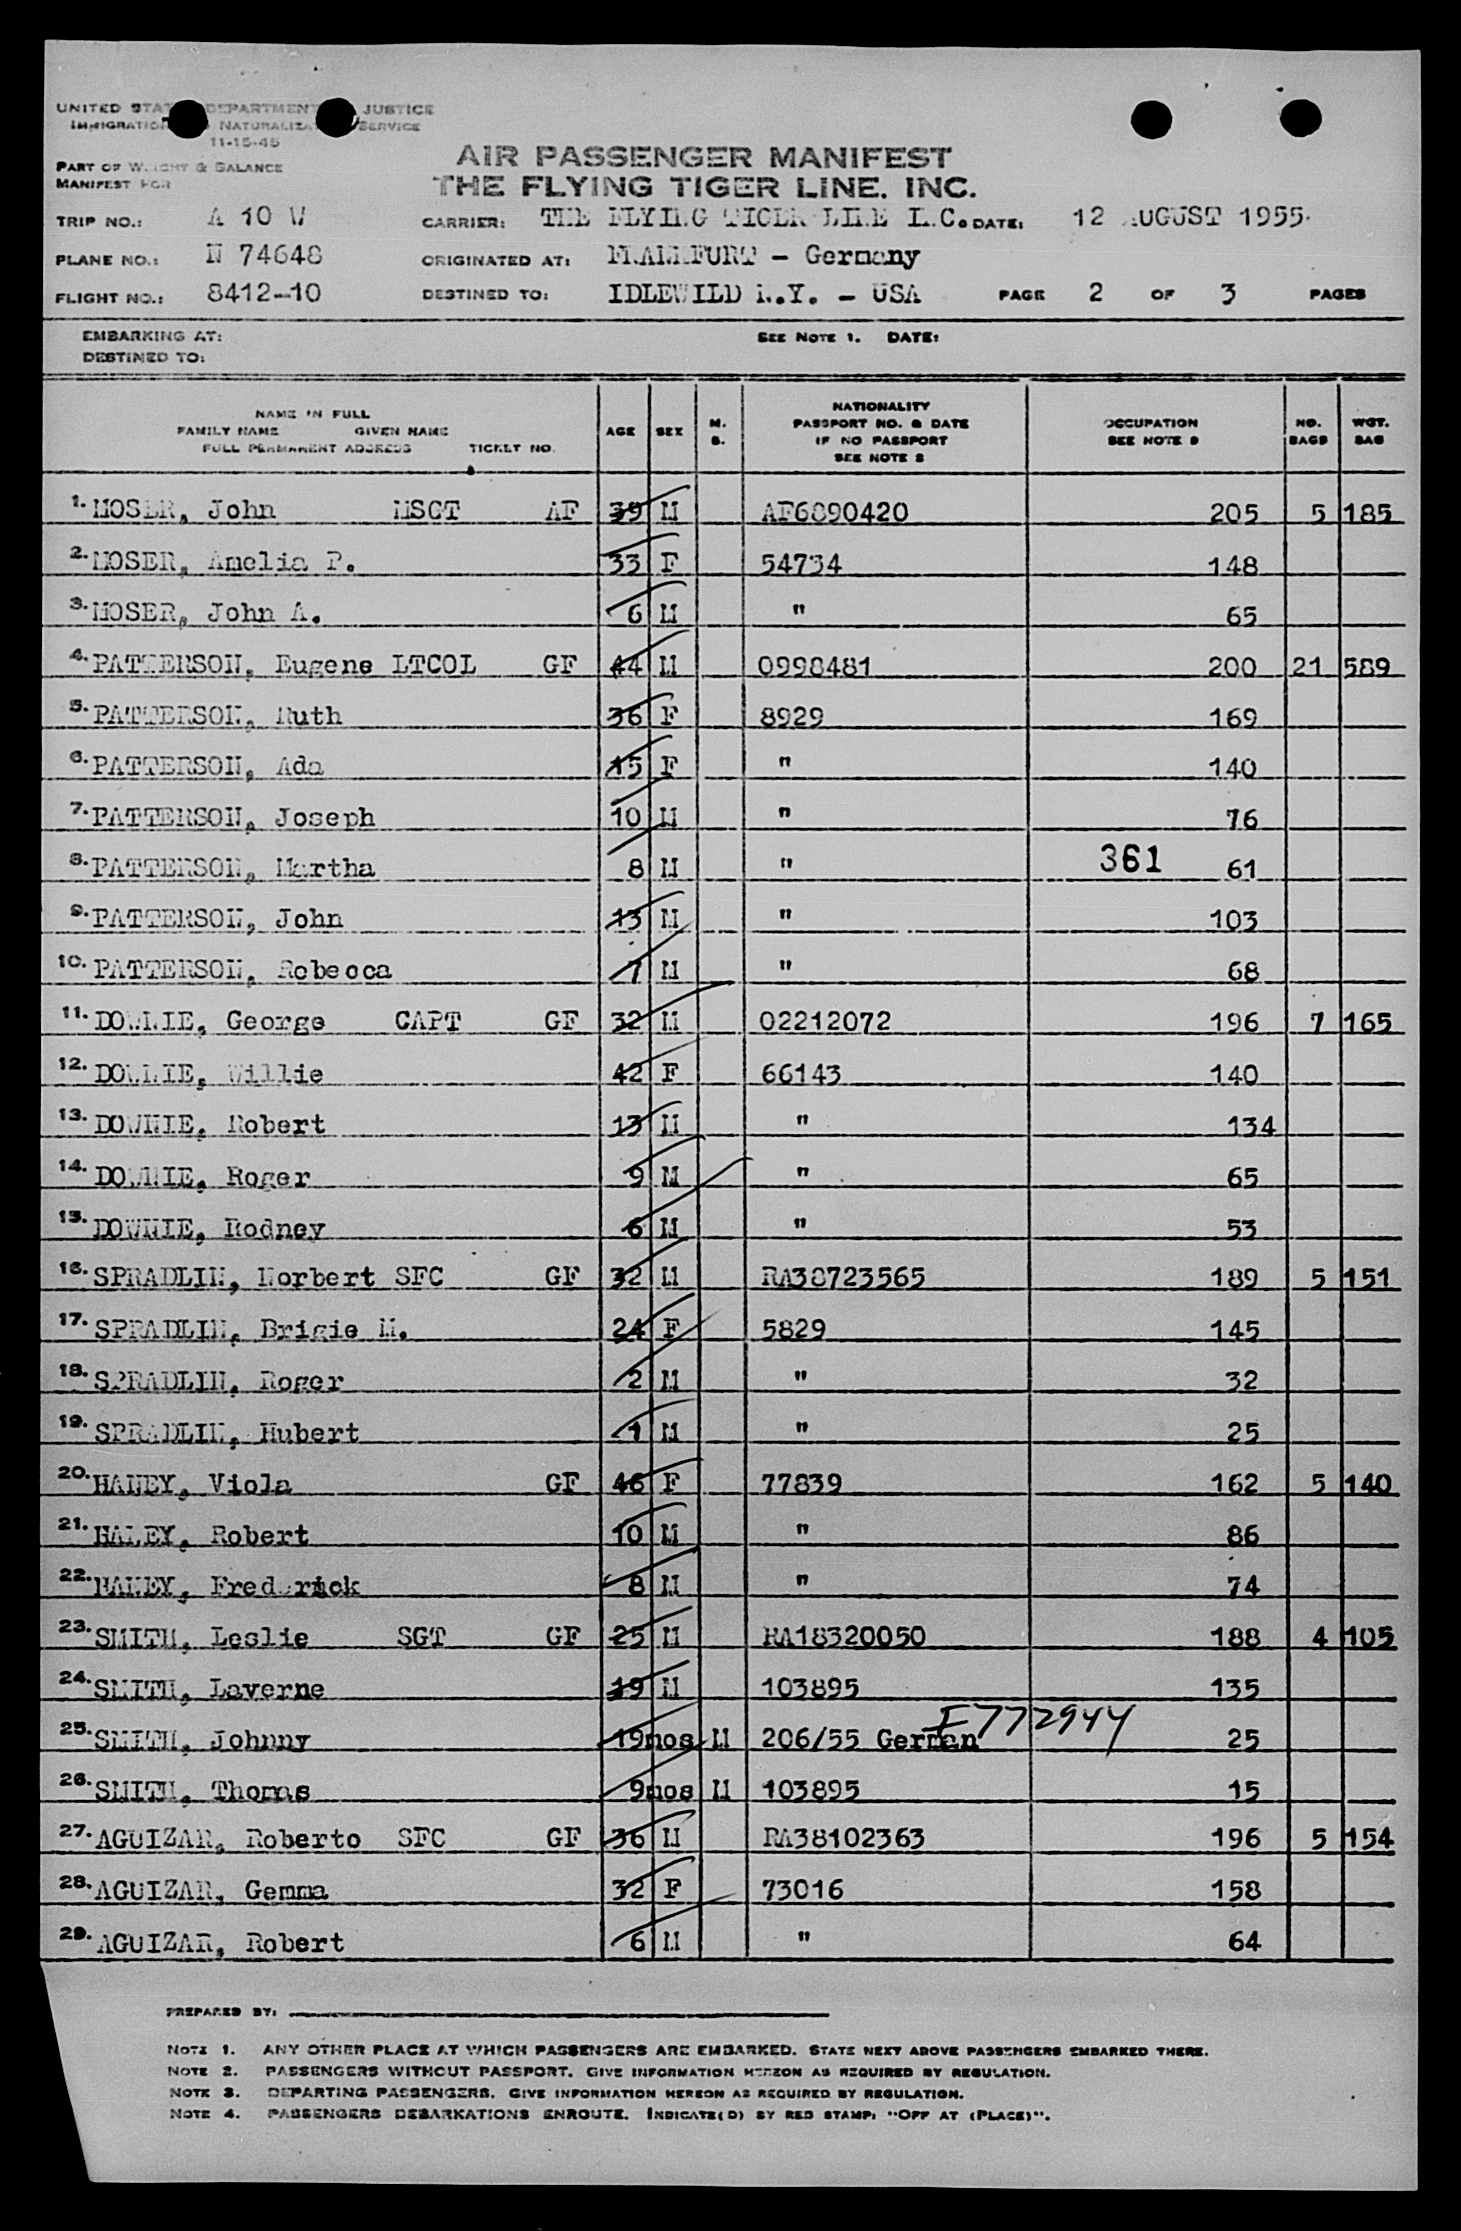 UNITED STATES DEPARTMENT OF JUSTICE
IMMIGRATION AND NATURALIZATION SERVICE
11-15-45
PART OF WEIGHT & BALANCE
MANIFEST FOR
AIR PASSENGER MANIFEST
THE FLYING TIGER LINE. INC.
TRIP NO.: A 10 W CARRIER: THE FLYING TIGER LINE INC. DATE: 12 AUGUST 1955.
PLANE NO.: N 74648 ORIGINATED AT: FRANKFURT - Germany
FLIGHT NO.: 8412-10 DESTINED TO: IDLEWILD N.Y. - USA PAGE 2 OF 3 PAGES
EMBARKING AT: SEE NOTE 1. DATE:
DESTINED TO:
NAME IN FULL
FAMILY NAME GIVEN NAME
FULL PERMANENT ADDRESS TICKET NO.
AGE SEX M. S.
NATIONALITY
PASSPORT NO. & DATE
IF NO PASSPORT
SEE NOTE 2
OCCUPATION
SEE NOTE 3
NO. BAGS
WGT. BAG
1. MOSER, John MSGT AF 39 M AF6890420 205 5 185
2. MOSER, Amelia P. 33 F 54734 148
3. MOSER, John A. 6 M " 65
4. PATTERSON, Eugene LTCOL GF 44 M 0998481 200 21 589
5. PATTERSON, Ruth 36 F 8929 169
6. PATTERSON, Ada 15 F " 140
7. PATTERSON, Joseph 10 M " 76
8. PATTERSON, Martha 8 M " 361 61
9. PATTERSON, John 13 M " 103
10. PATTERSON, Rebecca 7 M " 68
11. DOWNIE, George CAPT GF 32 M 02212072 196 7 165
12. DOWNIE, Willie 42 F 66143 140
13. DOWNIE, Robert 13 M " 134
14. DOWNIE, Roger 9 M " 65
15. DOWNIE, Rodney 6 M " 53
16. SPRADLIN, Norbert SFC GF 32 M RA38723565 189 5 151
17. SPRADLIN, Brigie M. 24 F 5829 145
18. SPRADLIN, Roger 2 M " 32
19. SPRADLIN, Hubert 1 M " 25
20. HANEY, Viola GF 46 F 77839 162 5 140
21. HANEY, Robert 10 M " 86
22. HANEY, Frederick 8 M " 74
23. SMITH, Leslie SGT GF 25 M RA18320050 188 4 105
24. SMITH, Laverne 19 M 103895 135
25. SMITH, Johnny 19mos M 206/55 German I772944 25
26. SMITH, Thomas 9mos M 103895 15
27. AGUIZAR, Roberto SFC GF 36 M RA38102363 196 5 154
28. AGUIZAR, Gemma 32 F 73016 158
29. AGUIZAR, Robert 6 M " 64
PREPARED BY:
NOTE 1. ANY OTHER PLACE AT WHICH PASSENGERS ARE EMBARKED. STATE NEXT ABOVE PASSENGERS EMBARKED THERE.
NOTE 2. PASSENGERS WITHOUT PASSPORT. GIVE INFORMATION HEREON AS REQUIRED BY REGULATION.
NOTE 3. DEPARTING PASSENGERS. GIVE INFORMATION HEREON AS REQUIRED BY REGULATION.
NOTE 4. PASSENGERS DEBARKATIONS ENROUTE. INDICATE(D) BY RED STAMP: "OFF AT (PLACE)".